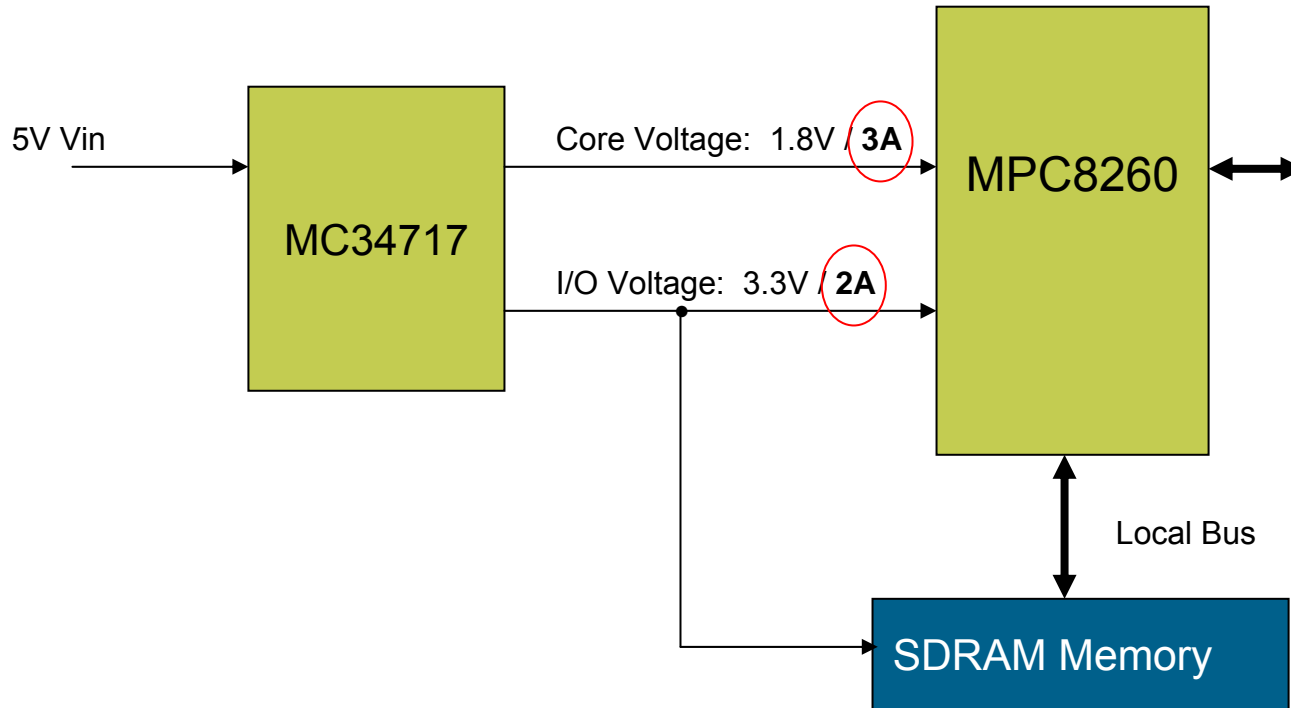 5V Vin
MC34717
Core Voltage:  1.8V / 3A
I/O Voltage:  3.3V / 2A
MPC8260
Local Bus
SDRAM Memory